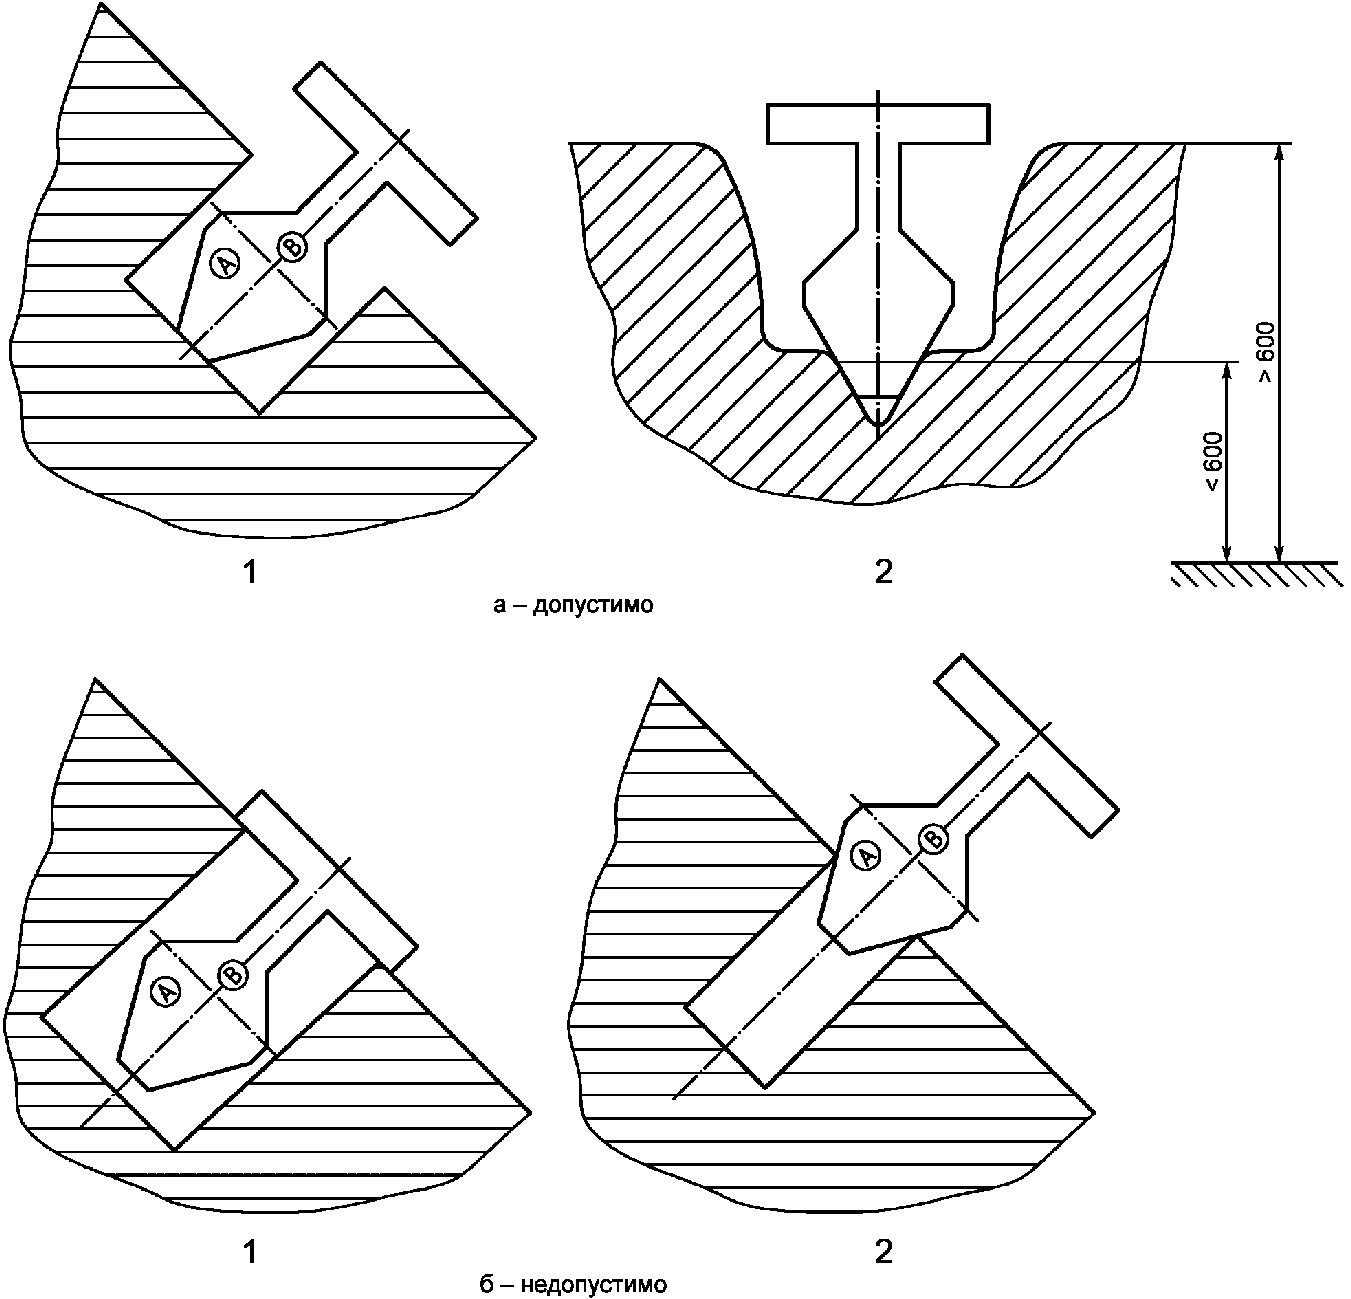 A
B
> 600
< 600
1
2
а – допустимо
A
B
A
B
1
2
б – недопустимо